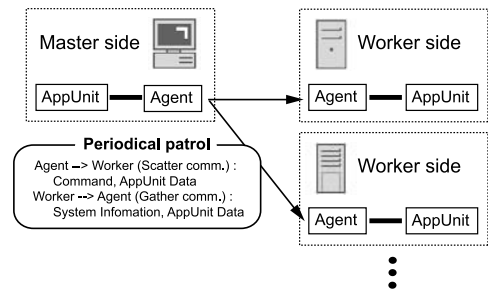 Master side
AppUnit Agent
Periodical patrol
Agent –> Worker (Scatter comm.) :
Command, AppUnit Data
Worker --> Agent (Gather comm.) :
System Infomation, AppUnit Data
Worker side
Agent AppUnit
Worker side
Agent AppUnit